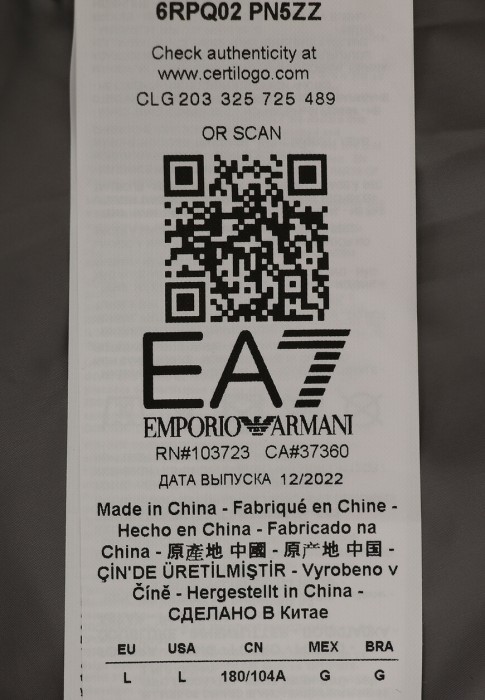 6RPQ02 PN5ZZ
Check authenticity at
www.certilogo.com
CLG 203 325 725 489
OR SCAN
EA7
EMPORIO ARMANI
RN#103723 CA#37360
ДАТА ВЫПУСКА 12/2022
Made in China - Fabriqué en Chine -
Hecho en China - Fabricado na
China - 原產地 中國 - 原产地 中国 -
ÇİN'DE ÜRETİLMİŞTİR - Vyrobeno v
Číně - Hergestellt in China -
СДЕЛАНО В Китае
EU USA CN MEX BRA
L L 180/104A G G